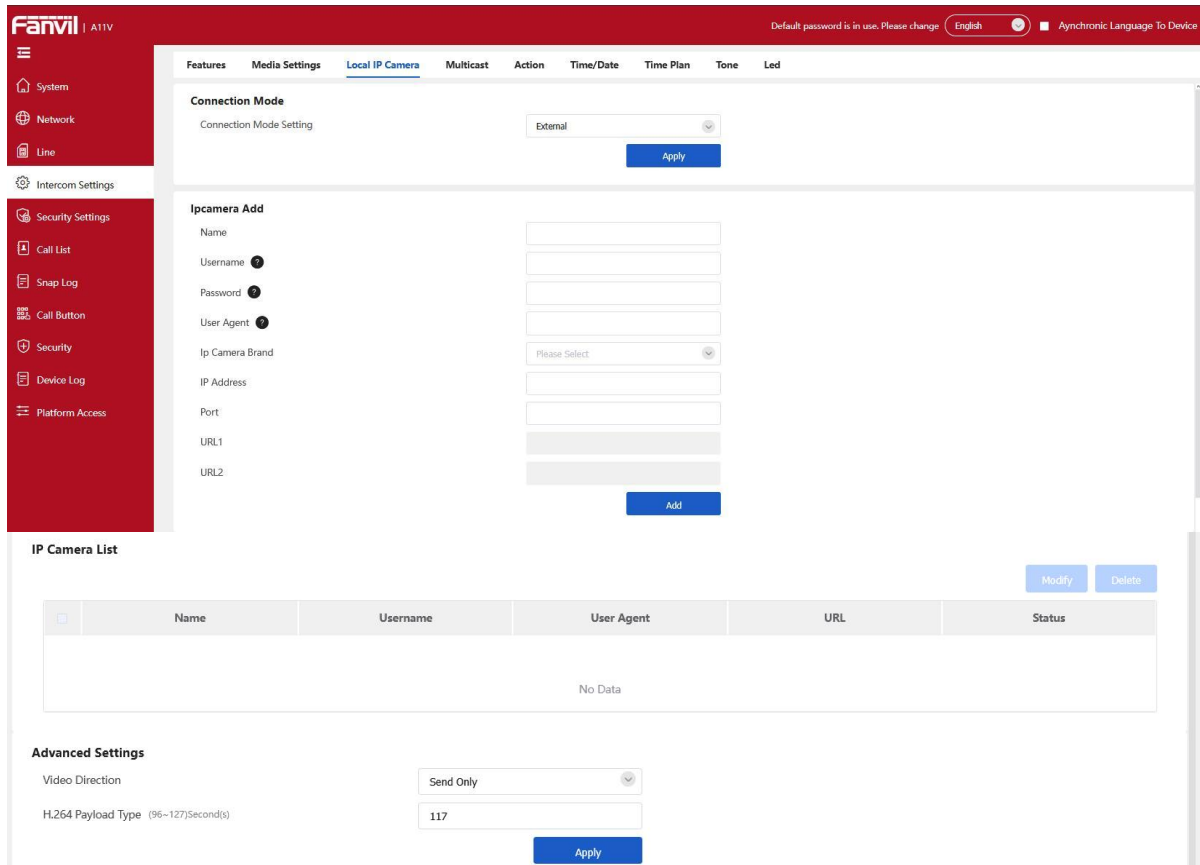 Fanvil | A11V
Default password is in use. Please change English Aynchronic Language To Device
System
Network
Line
Intercom Settings
Security Settings
Call List
Snap Log
Call Button
Security
Device Log
Platform Access
Features Media Settings Local IP Camera Multicast Action Time/Date Time Plan Tone Led
Connection Mode
Connection Mode Setting External
Apply
Ipcamera Add
Name
Username ?
Password ?
User Agent ?
Ip Camera Brand Please Select
IP Address
Port
URL1
URL2
Add
IP Camera List
Modify Delete
Name Username User Agent URL Status
No Data
Advanced Settings
Video Direction Send Only
H.264 Payload Type (96~127)Second(s) 117
Apply